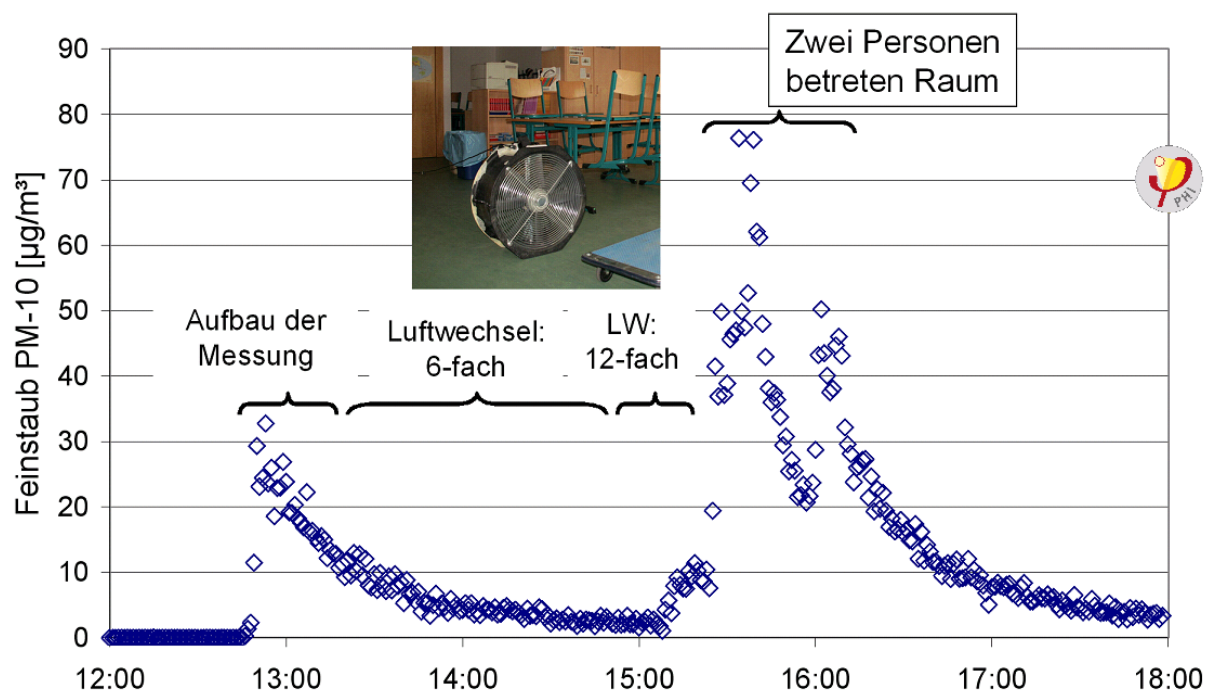 Feinstaub PM-10 [µg/m³]
90
80
70
60
50
40
30
20
10
0
Zwei Personen
betreten Raum
PHI
Aufbau der
Messung
Luftwechsel:
6-fach
LW:
12-fach
12:00
13:00
14:00
15:00
16:00
17:00
18:00